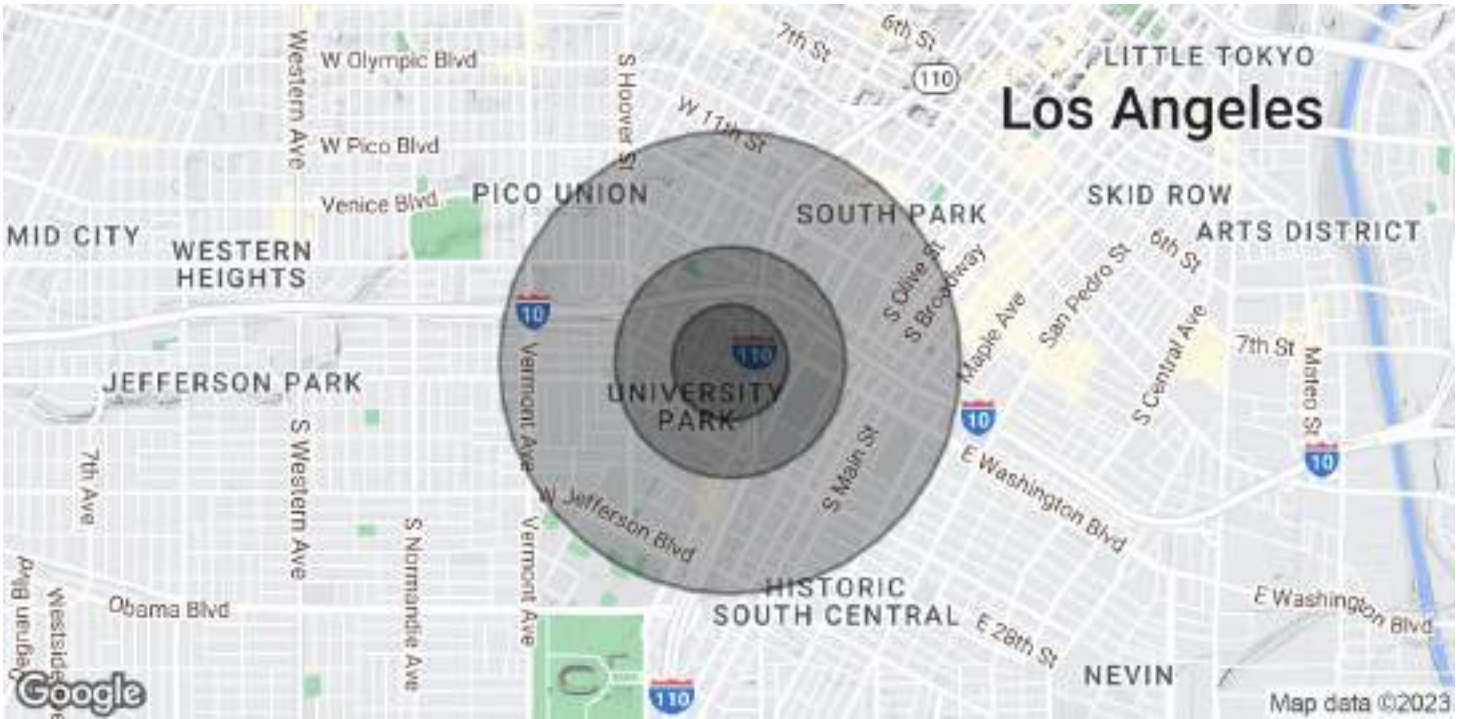 6th St
7th St
LITTLE TOKYO
W Olympic Blvd
Western Ave
S Hoover St
110
Los Angeles
W 11th St
W Pico Blvd
PICO UNION
SKID ROW
Venice Blvd
SOUTH PARK
MID CITY
WESTERN
HEIGHTS
ARTS DISTRICT
6th St
S Olive St
S Broadway
San Pedro St
10
Maple Ave
S Central Ave
7th St
Mateo St
110
Vermont Ave
JEFFERSON PARK
UNIVERSITY
PARK
10
S Main St
10
7th Ave
S Western Ave
E Washington Blvd
W Jefferson Blvd
S Normandie Ave
Vermont Ave
HISTORIC
SOUTH CENTRAL
Obama Blvd
E Washington Blvd
E 28th St
Degnan Blvd
Westside
NEVIN
110
Google
Map data ©2023